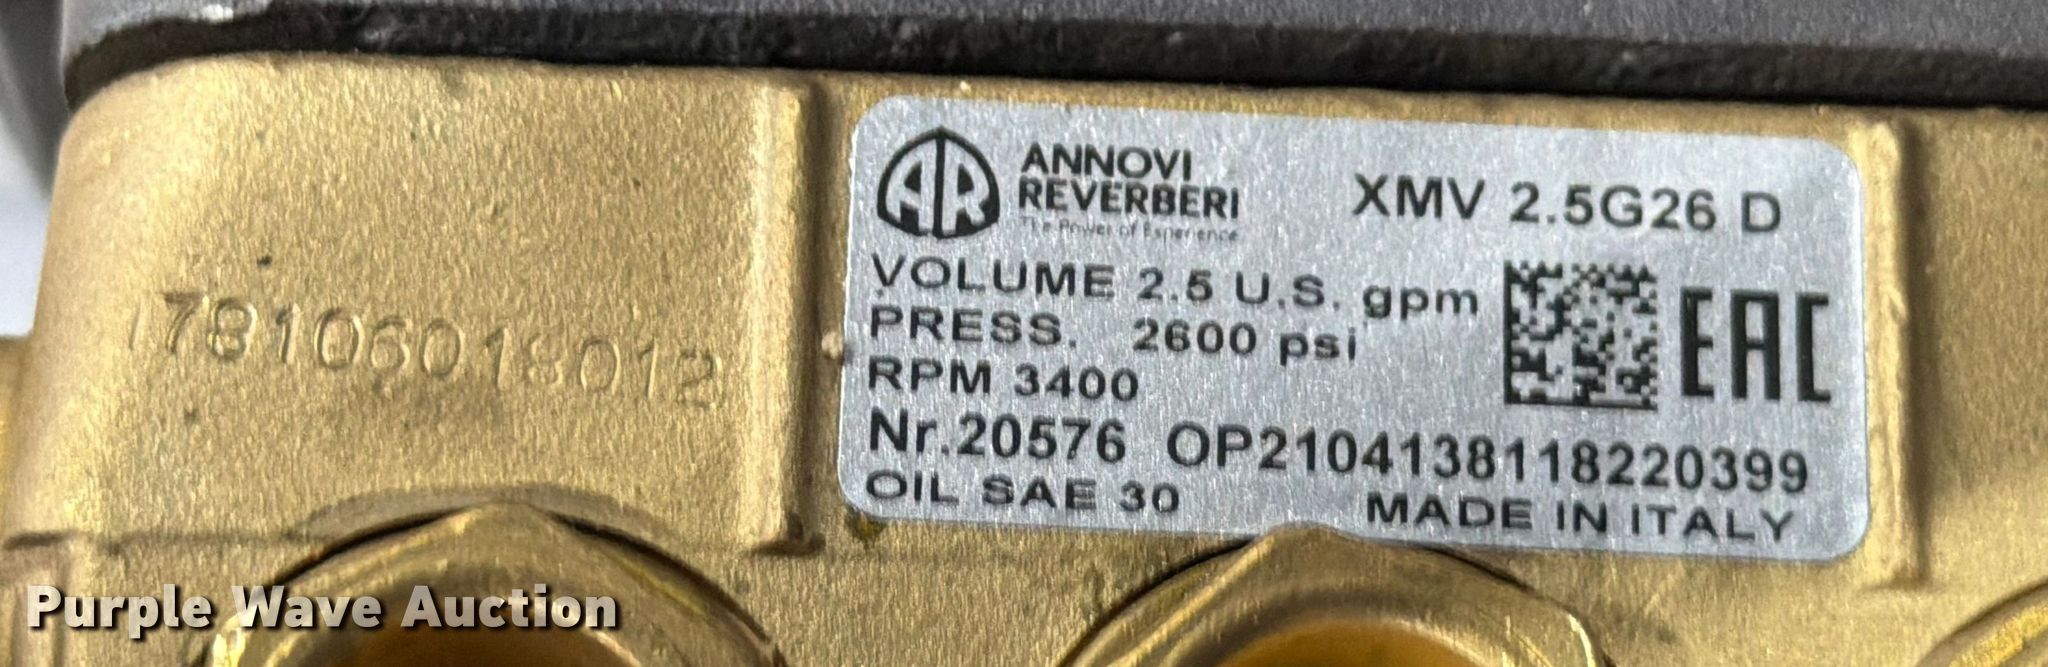 178106018012
AR
ANNOVI
REVERBERI
The Power of Experience
XMV 2.5G26 D
VOLUME 2.5 U.S. gpm
PRESS. 2600 psi
RPM 3400
EAC
Nr.20576 OP2104138118220399
OIL SAE 30
MADE IN ITALY
Purple Wave Auction